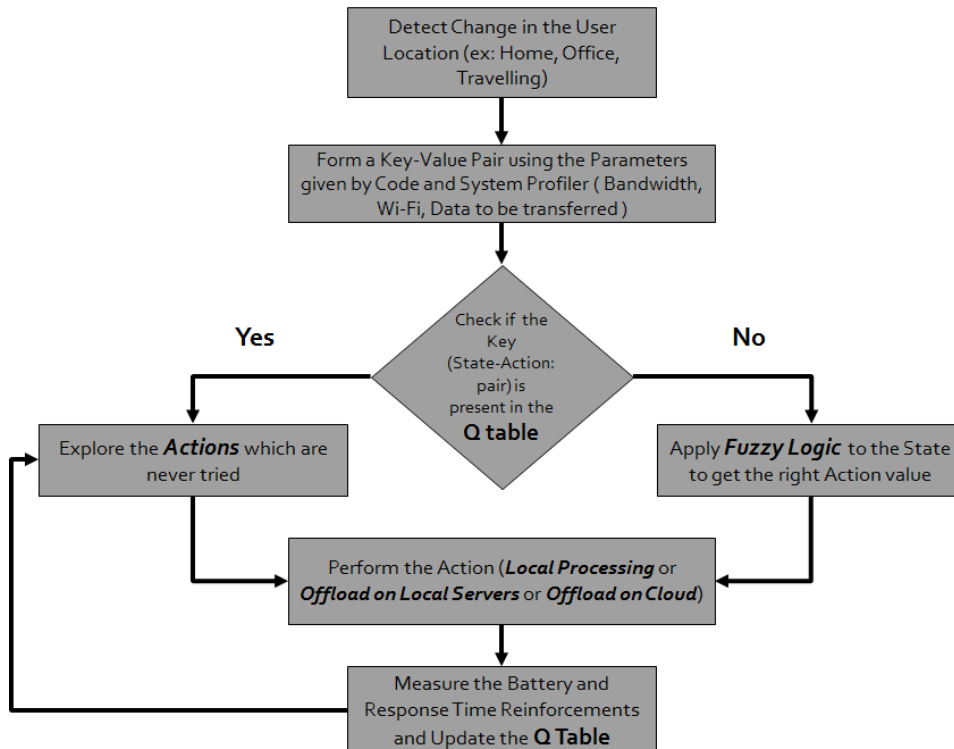 Detect Change in the User
Location (ex: Home, Office,
Travelling)
Form a Key-Value Pair using the Parameters
given by Code and System Profiler ( Bandwidth,
Wi-Fi, Data to be transferred )
Check if the
Key
(State-Action:
pair) is
present in the
Q table
Yes
No
Explore the Actions which are
never tried
Apply Fuzzy Logic to the State
to get the right Action value
Perform the Action (Local Processing or
Offload on Local Servers or Offload on Cloud)
Measure the Battery and
Response Time Reinforcements
and Update the Q Table